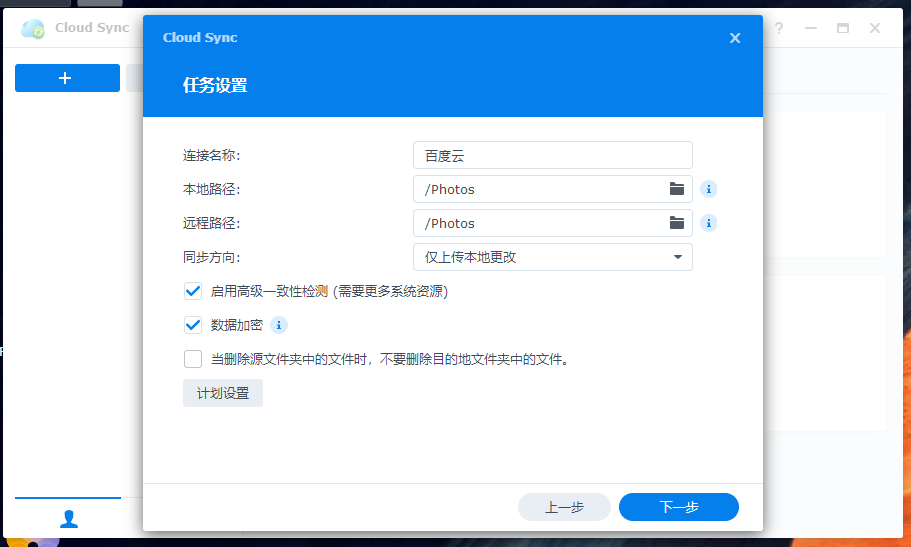 Cloud Sync
?
Cloud Sync
任务设置
连接名称:
百度云
本地路径:
/Photos
远程路径:
/Photos
同步方向:
仅上传本地更改
启用高级一致性检测 (需要更多系统资源)
数据加密
当删除源文件夹中的文件时，不要删除目的地文件夹中的文件。
计划设置
上一步
下一步